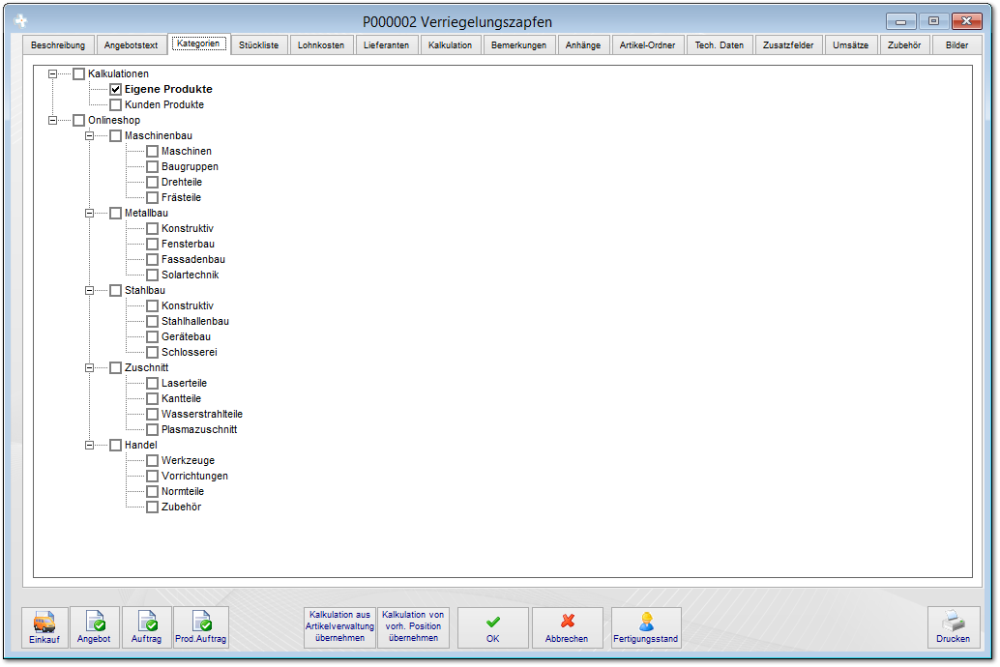 P000002 Verriegelungszapfen
Beschreibung Angebotstext Kategorien Stückliste Lohnkosten Lieferanten Kalkulation Bemerkungen Anhänge Artikel-Ordner Tech. Daten Zusatzfelder Umsätze Zubehör Bilder
Kalkulationen
Eigene Produkte
Kunden Produkte
Onlineshop
Maschinenbau
Maschinen
Baugruppen
Drehteile
Frästeile
Metallbau
Konstruktiv
Fensterbau
Fassadenbau
Solartechnik
Stahlbau
Konstruktiv
Stahlhallenbau
Gerätebau
Schlosserei
Zuschnitt
Laserteile
Kantteile
Wasserstrahlteile
Plasmazuschnitt
Handel
Werkzeuge
Vorrichtungen
Normteile
Zubehör
Einkauf
Angebot
Auftrag
Prod.Auftrag
Kalkulation aus
Artikelverwaltung
übernehmen
Kalkulation von
vorh. Position
übernehmen
OK
Abbrechen
Fertigungsstand
Drucken